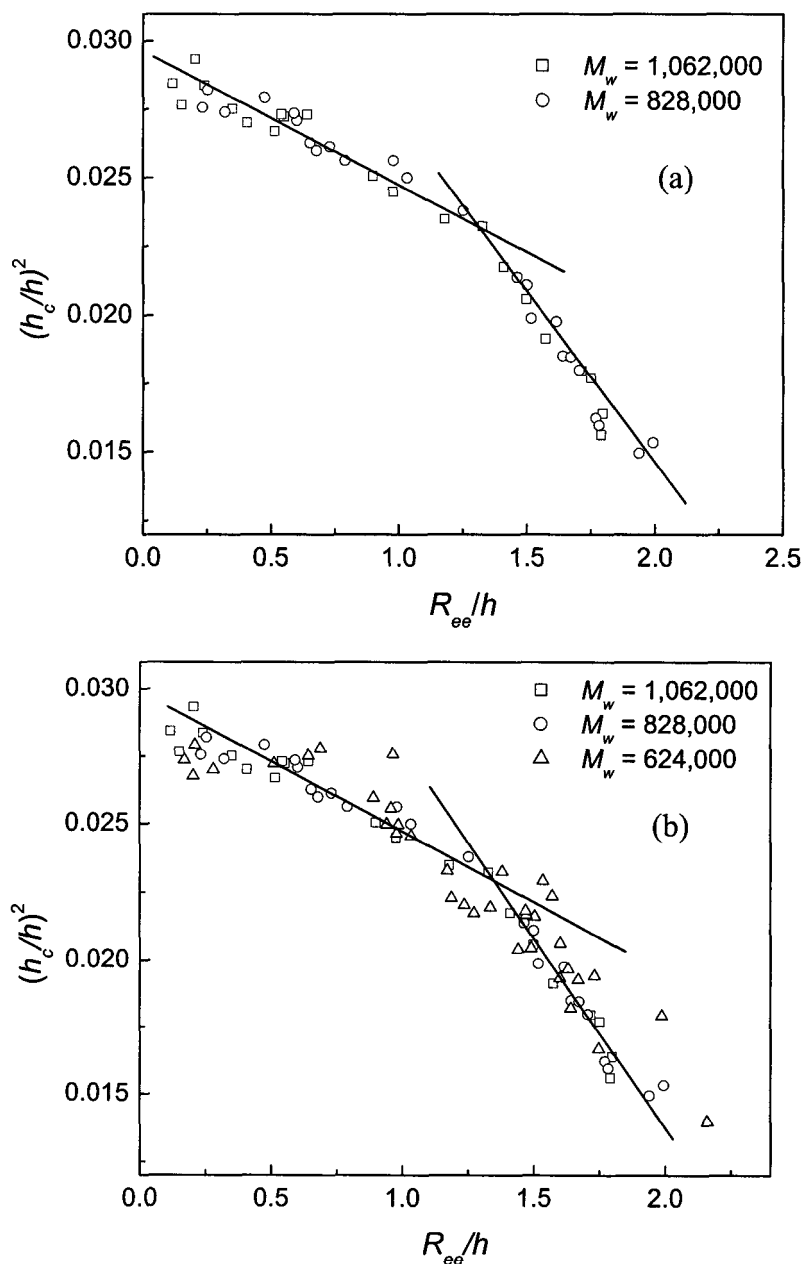 0.030
0.025
0.020
0.015
(h_c/h)^2
□ M_w = 1,062,000
○ M_w = 828,000
(a)
0.0 0.5 1.0 1.5 2.0 2.5
R_ee/h
0.030
0.025
0.020
0.015
(h_c/h)^2
□ M_w = 1,062,000
○ M_w = 828,000
△ M_w = 624,000
(b)
0.0 0.5 1.0 1.5 2.0
R_ee/h